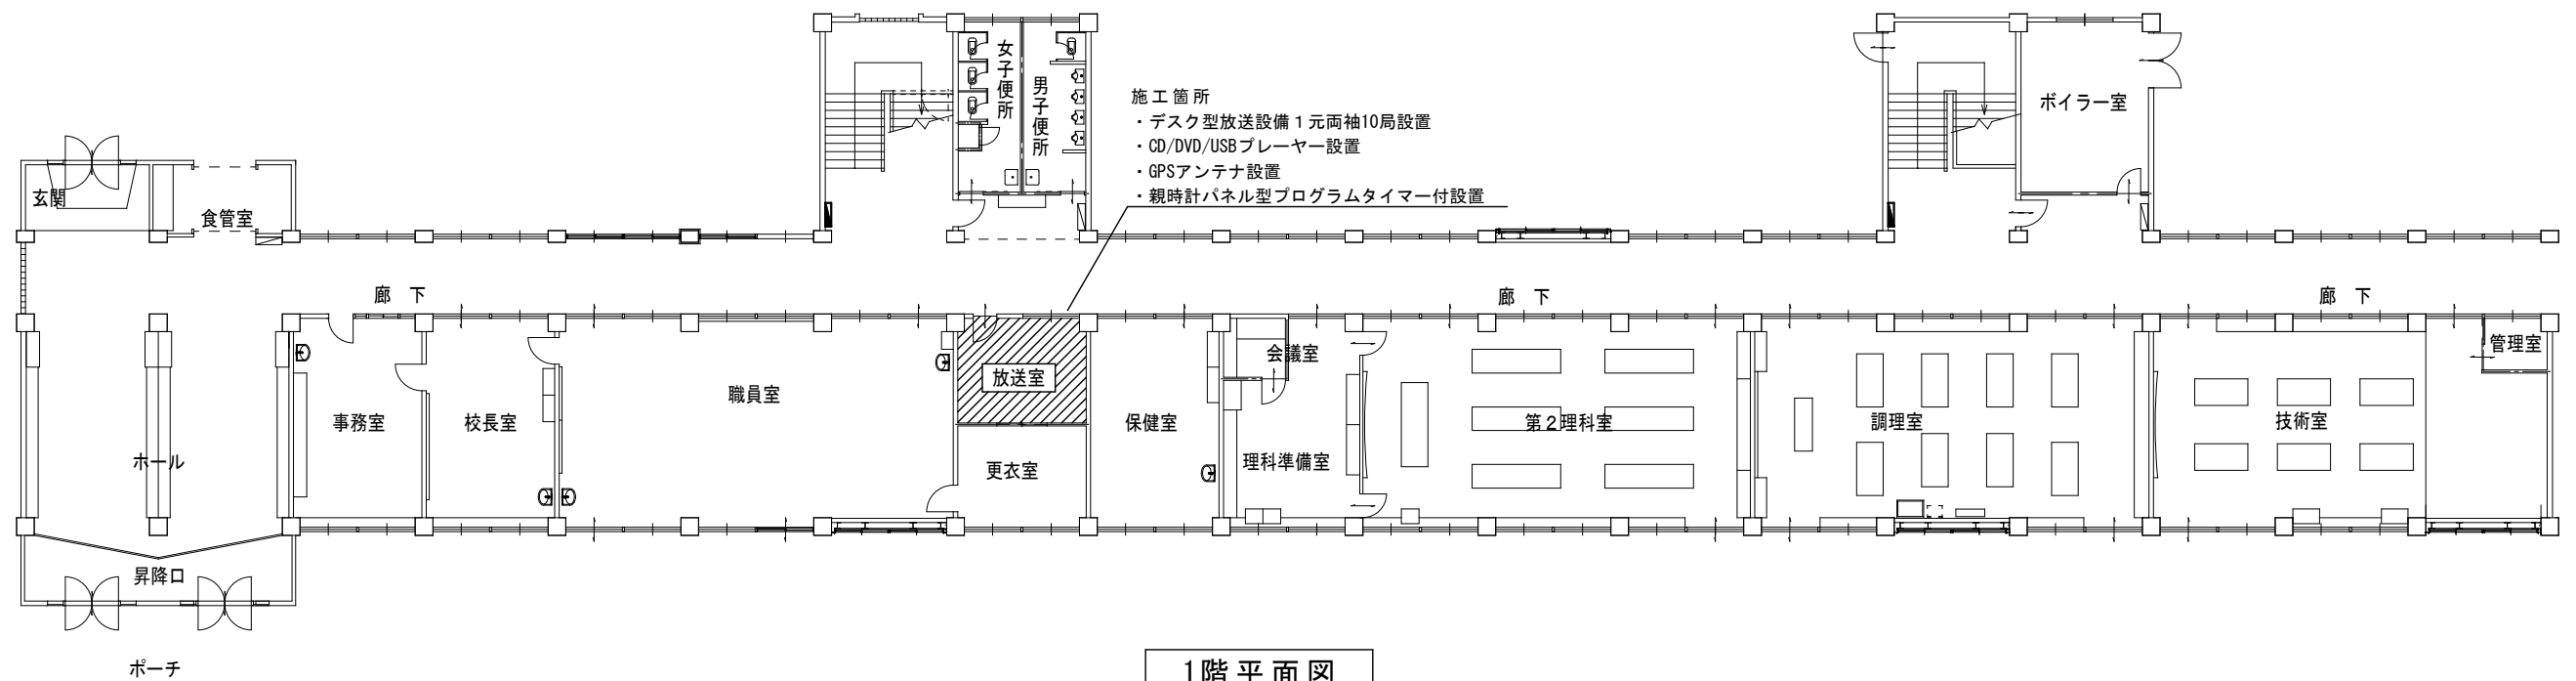 女子便所
男子便所
施工箇所
・デスク型放送設備１元両袖10局設置
・CD/DVD/USBプレーヤー設置
・GPSアンテナ設置
・親時計パネル型プログラムタイマー付設置
ボイラー室
玄関
食管室
廊 下
廊 下
廊 下
会議室
管理室
放送室
職員室
事務室
校長室
保健室
第２理科室
調理室
技術室
ホール
理科準備室
更衣室
昇降口
ポーチ
1階平面図